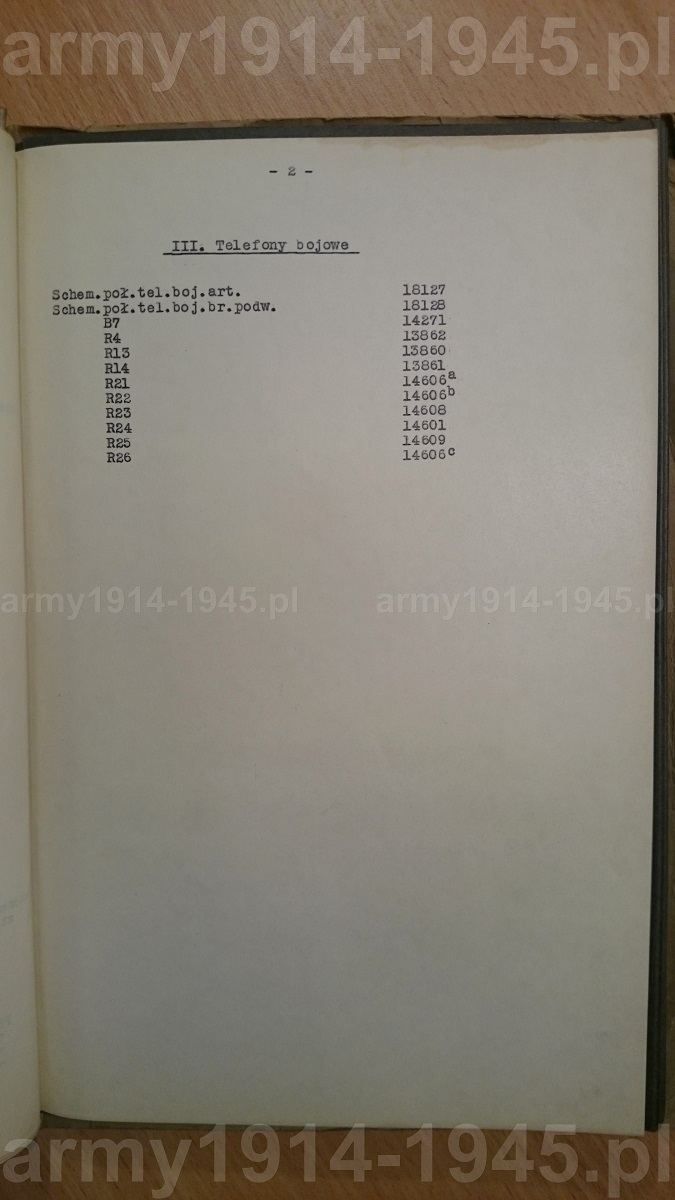 army1914-1945.pl
- 2 -
III. Telefony bojowe
Schem.poł.tel.boj.art. 18127
Schem.poł.tel.boj.br.podw. 18128
B7 14271
R4 13862
R13 13860
R14 13861
R21 14606a
R22 14606b
R23 14608
R24 14601
R25 14609
R26 14606c
army1914-1945.pl army1914-1945.pl
army1914-1945.pl